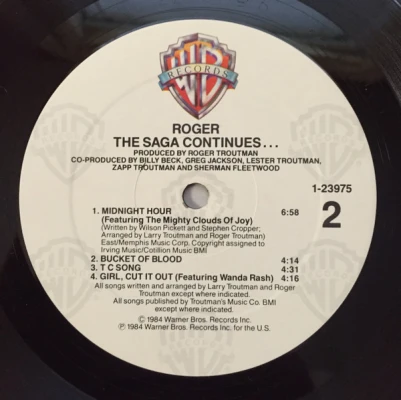 WB
RECORDS
ROGER
THE SAGA CONTINUES...
PRODUCED BY ROGER TROUTMAN
CO-PRODUCED BY BILLY BECK, GREG JACKSON, LESTER TROUTMAN,
ZAPP TROUTMAN AND SHERMAN FLEETWOOD
1-23975
2
1. MIDNIGHT HOUR 6:58
(Featuring The Mighty Clouds Of Joy)
(Written by Wilson Pickett and Stephen Cropper;
Arranged by Larry Troutman and Roger Troutman)
East/Memphis Music Corp. Copyright assigned to
Irving Music/Cotillion Music BMI
2. BUCKET OF BLOOD 4:14
3. T C SONG 4:31
4. GIRL, CUT IT OUT (Featuring Wanda Rash) 4:16
All songs written and arranged by Larry Troutman and Roger
Troutman except where indicated.
All songs published by Troutman's Music Co. BMI
except where indicated.
© 1984 Warner Bros. Records Inc.
℗ 1984 Warner Bros. Records Inc. for the U.S.